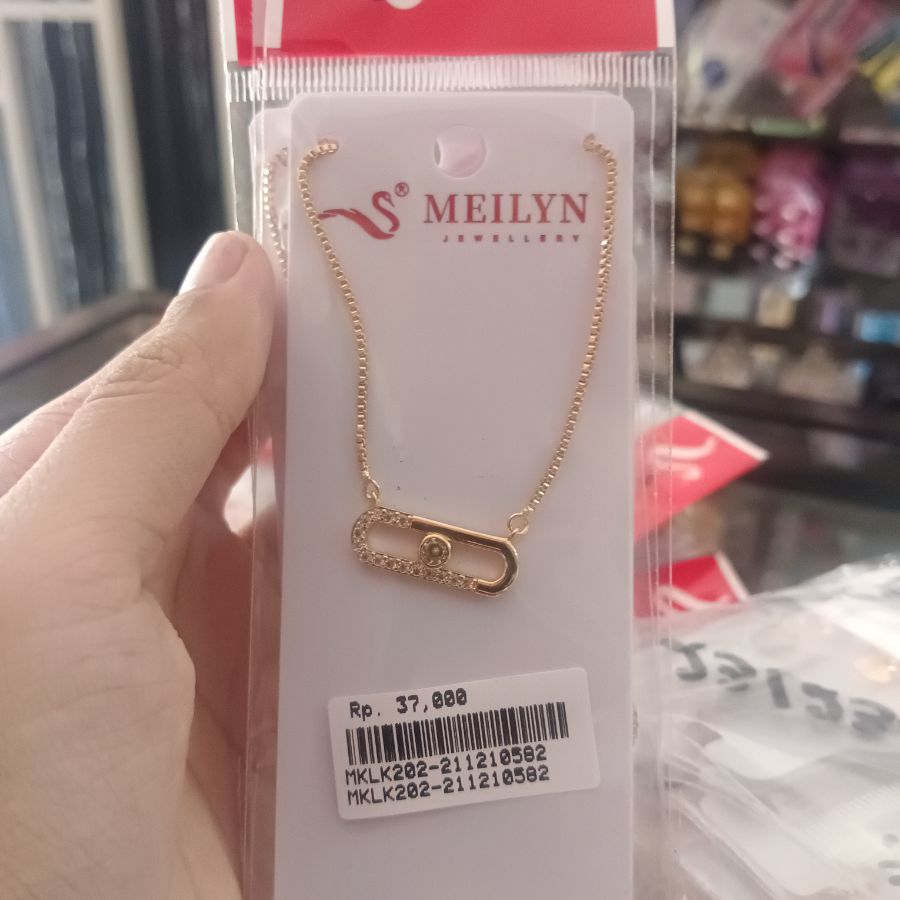 ® MEILYN
JEWELLERY
Rp. 37,000
MKLK202-211210582
MKLK202-211210582